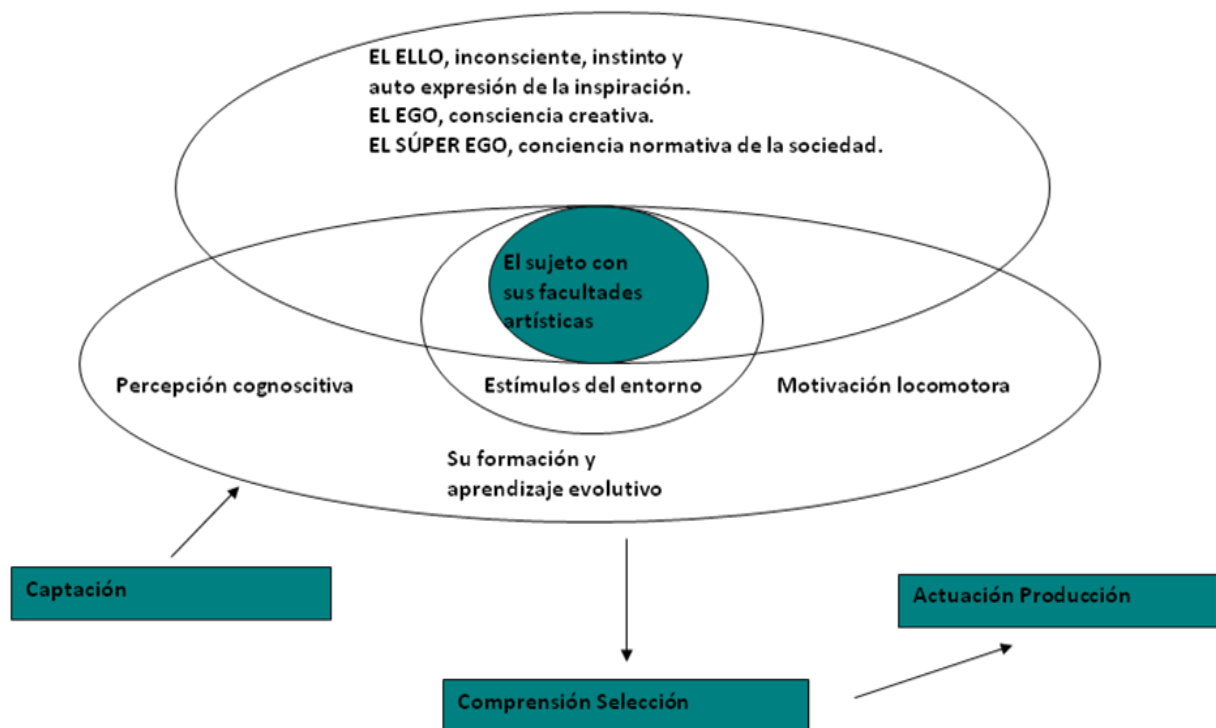 EL ELLO, inconsciente, instinto y
auto expresión de la inspiración.
EL EGO, consciencia creativa.
EL SÚPER EGO, conciencia normativa de la sociedad.
El sujeto con
sus facultades
artísticas
Percepción cognoscitiva
Estímulos del entorno
Motivación locomotora
Su formación y
aprendizaje evolutivo
Captación
Actuación Producción
Comprensión Selección